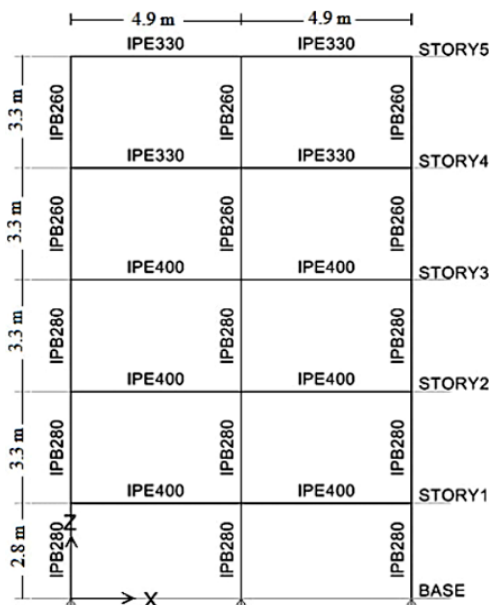 4.9 m 4.9 m
IPE330 IPE330 STORY5
3.3 m IPB260 IPB260 IPB260
IPE330 IPE330 STORY4
3.3 m IPB260 IPB260 IPB260
IPE400 IPE400 STORY3
3.3 m IPB280 IPB280 IPB280
IPE400 IPE400 STORY2
3.3 m IPB280 IPB280 IPB280
IPE400 IPE400 STORY1
Z
2.8 m IPB280 IPB280 IPB280
X BASE